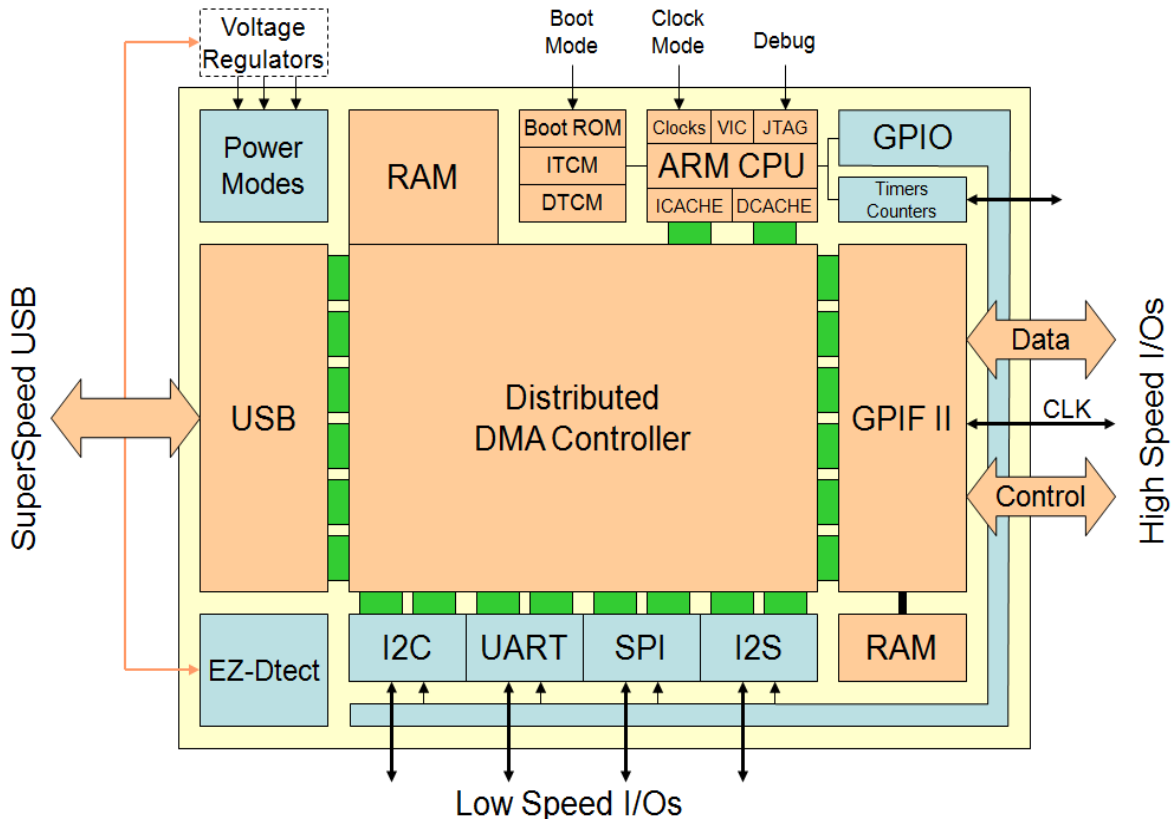 Voltage
Regulators
Boot
Mode
Clock
Mode
Debug
Power
Modes
RAM
Boot ROM
ITCM
DTCM
Clocks
VIC
JTAG
ARM CPU
ICACHE
DCACHE
GPIO
Timers
Counters
SuperSpeed USB
USB
Distributed
DMA Controller
GPIF II
Data
CLK
Control
High Speed I/Os
EZ-Dtect
I2C
UART
SPI
I2S
RAM
Low Speed I/Os